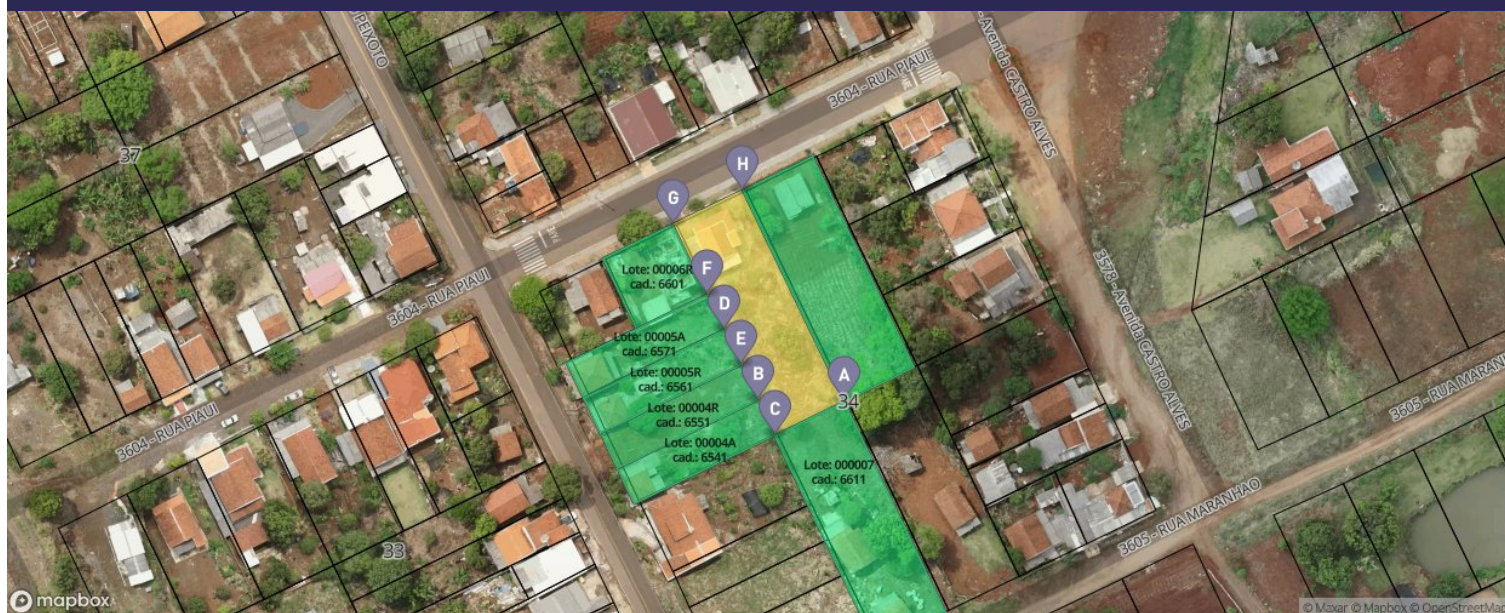 PEIXOTO
- Avenida CASTRO ALVES
3604 - RUA PIAUI
37
H
G
Lote: 00006R
cad.: 6601
F
D
3604 - RUA PIAUI
Lote: 00005A
cad.: 6571
E
3578 - Avenida CASTRO ALVES
Lote: 00005R
cad.: 6561
B
A
34
3605 - RUA MARAN
Lote: 00004R
cad.: 6551
C
3604 - RUA PIAUI
Lote: 00004A
cad.: 6541
Lote: 000007
cad.: 6611
3605 - RUA MARANHAO
33
mapbox
© Maxar © Mapbox © OpenStreetMap